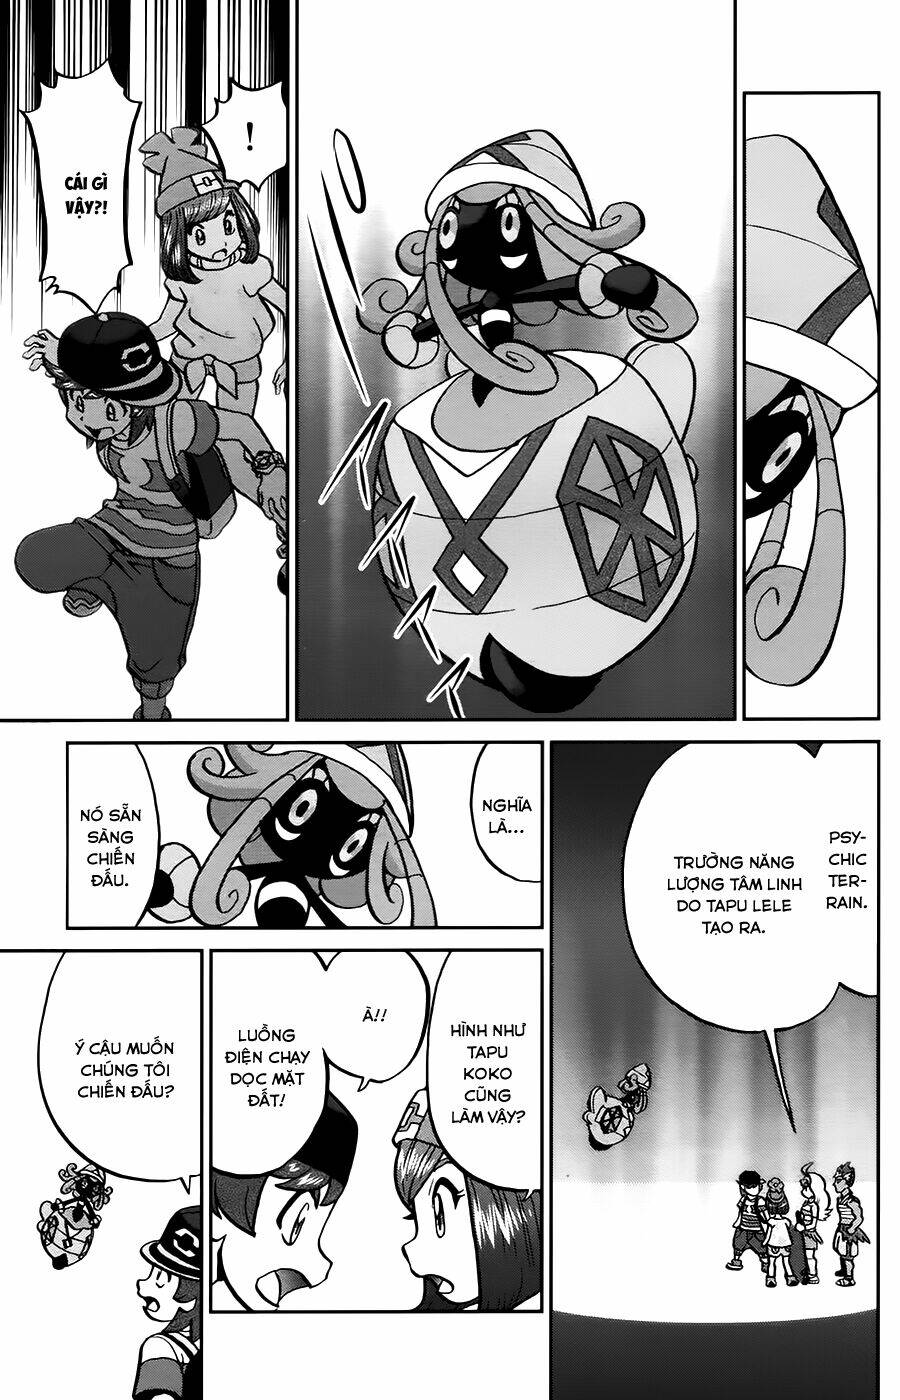 !
CÁI GÌ
VẬY?!
PSY-
CHIC
TER-
RAIN.
TRƯỜNG NĂNG
LƯỢNG TÂM LINH
DO TAPU LELE
TẠO RA.
NGHĨA
LÀ...
NÓ SẴN
SÀNG
CHIẾN
ĐẤU.
HÌNH NHƯ
TAPU
KOKO
CŨNG
LÀM VẬY?
À!!
LUỒNG
ĐIỆN CHẠY
DỌC MẶT
ĐẤT!
Ý CẬU MUỐN
CHÚNG TÔI
CHIẾN ĐẤU?